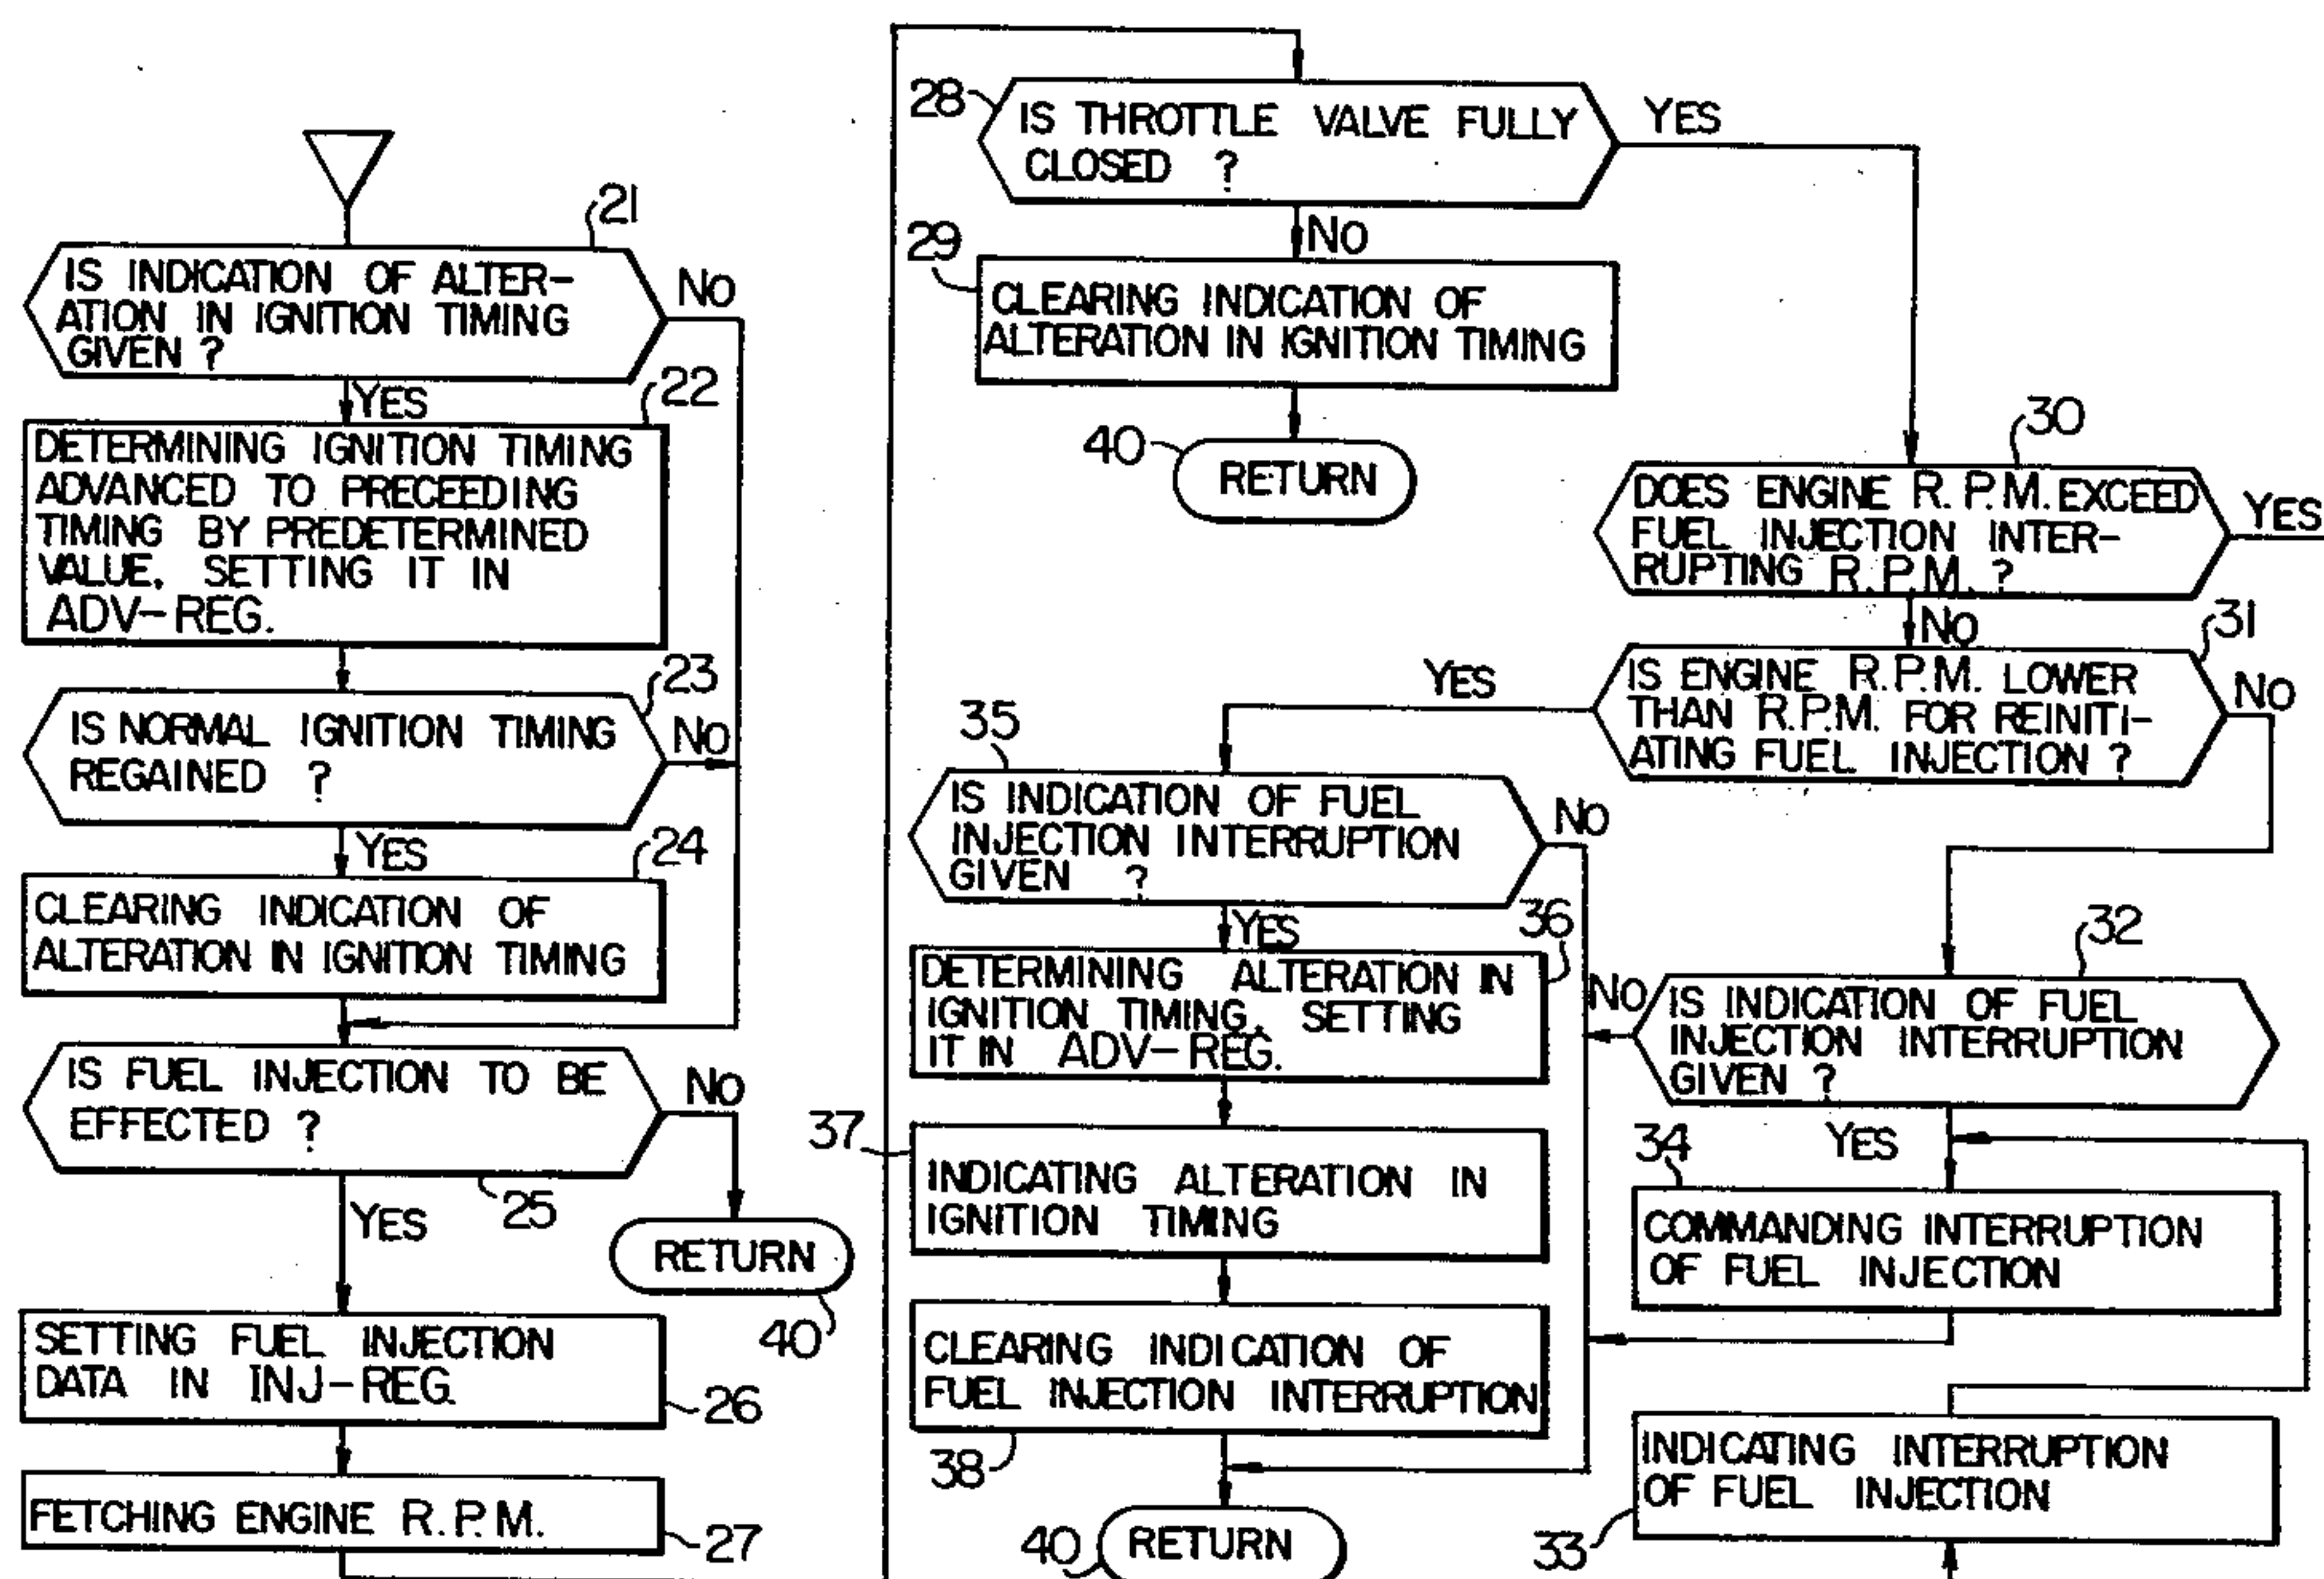 21
IS INDICATION OF ALTER-
ATION IN IGNITION TIMING
GIVEN ?
NO
YES
22
DETERMINING IGNITION TIMING
ADVANCED TO PRECEEDING
TIMING BY PREDETERMINED
VALUE, SETTING IT IN
ADV-REG.
23
IS NORMAL IGNITION TIMING
REGAINED ?
NO
YES
24
CLEARING INDICATION OF
ALTERATION IN IGNITION TIMING
IS FUEL INJECTION TO BE
EFFECTED ?
NO
25
YES
RETURN
40
SETTING FUEL INJECTION
DATA IN INJ-REG.
26
FETCHING ENGINE R.P.M.
27
28
IS THROTTLE VALVE FULLY
CLOSED ?
YES
NO
29
CLEARING INDICATION OF
ALTERATION IN IGNITION TIMING
40
RETURN
30
DOES ENGINE R.P.M. EXCEED
FUEL INJECTION INTER-
RUPTING R.P.M. ?
YES
NO
31
IS ENGINE R.P.M. LOWER
THAN R.P.M. FOR REINITI-
ATING FUEL INJECTION ?
YES
NO
35
IS INDICATION OF FUEL
INJECTION INTERRUPTION
GIVEN ?
NO
YES
36
DETERMINING ALTERATION IN
IGNITION TIMING, SETTING
IT IN ADV-REG.
37
INDICATING ALTERATION IN
IGNITION TIMING
CLEARING INDICATION OF
FUEL INJECTION INTERRUPTION
38
40
RETURN
32
NO
IS INDICATION OF FUEL
INJECTION INTERRUPTION
GIVEN ?
YES
34
COMMANDING INTERRUPTION
OF FUEL INJECTION
INDICATING INTERRUPTION
OF FUEL INJECTION
33